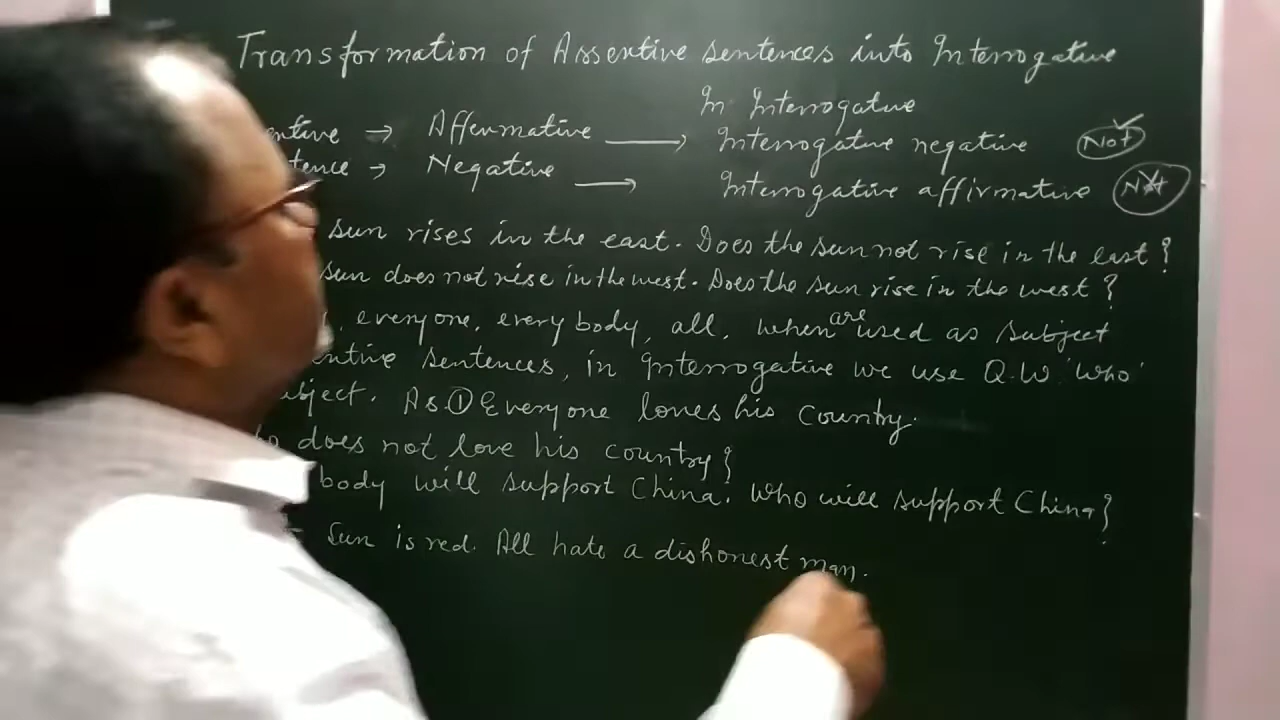 Transformation of Assertive sentences into Interrogative
In Interrogative
entive → Affermative → Interrogative negative Not ✓
tence → Negative → Interrogative affirmative Not
sun rises in the east. Does the sun not rise in the east?
sun does not rise in the west. Does the sun rise in the west?
, everyone, every body, all, when are used as subject
entive sentences, in Interrogative we use Q.W. 'Who'
ubject. As. ① Everyone loves his country.
ho does not love his country?
body will support China. Who will support China?
Sun is red. All hate a dishonest man.